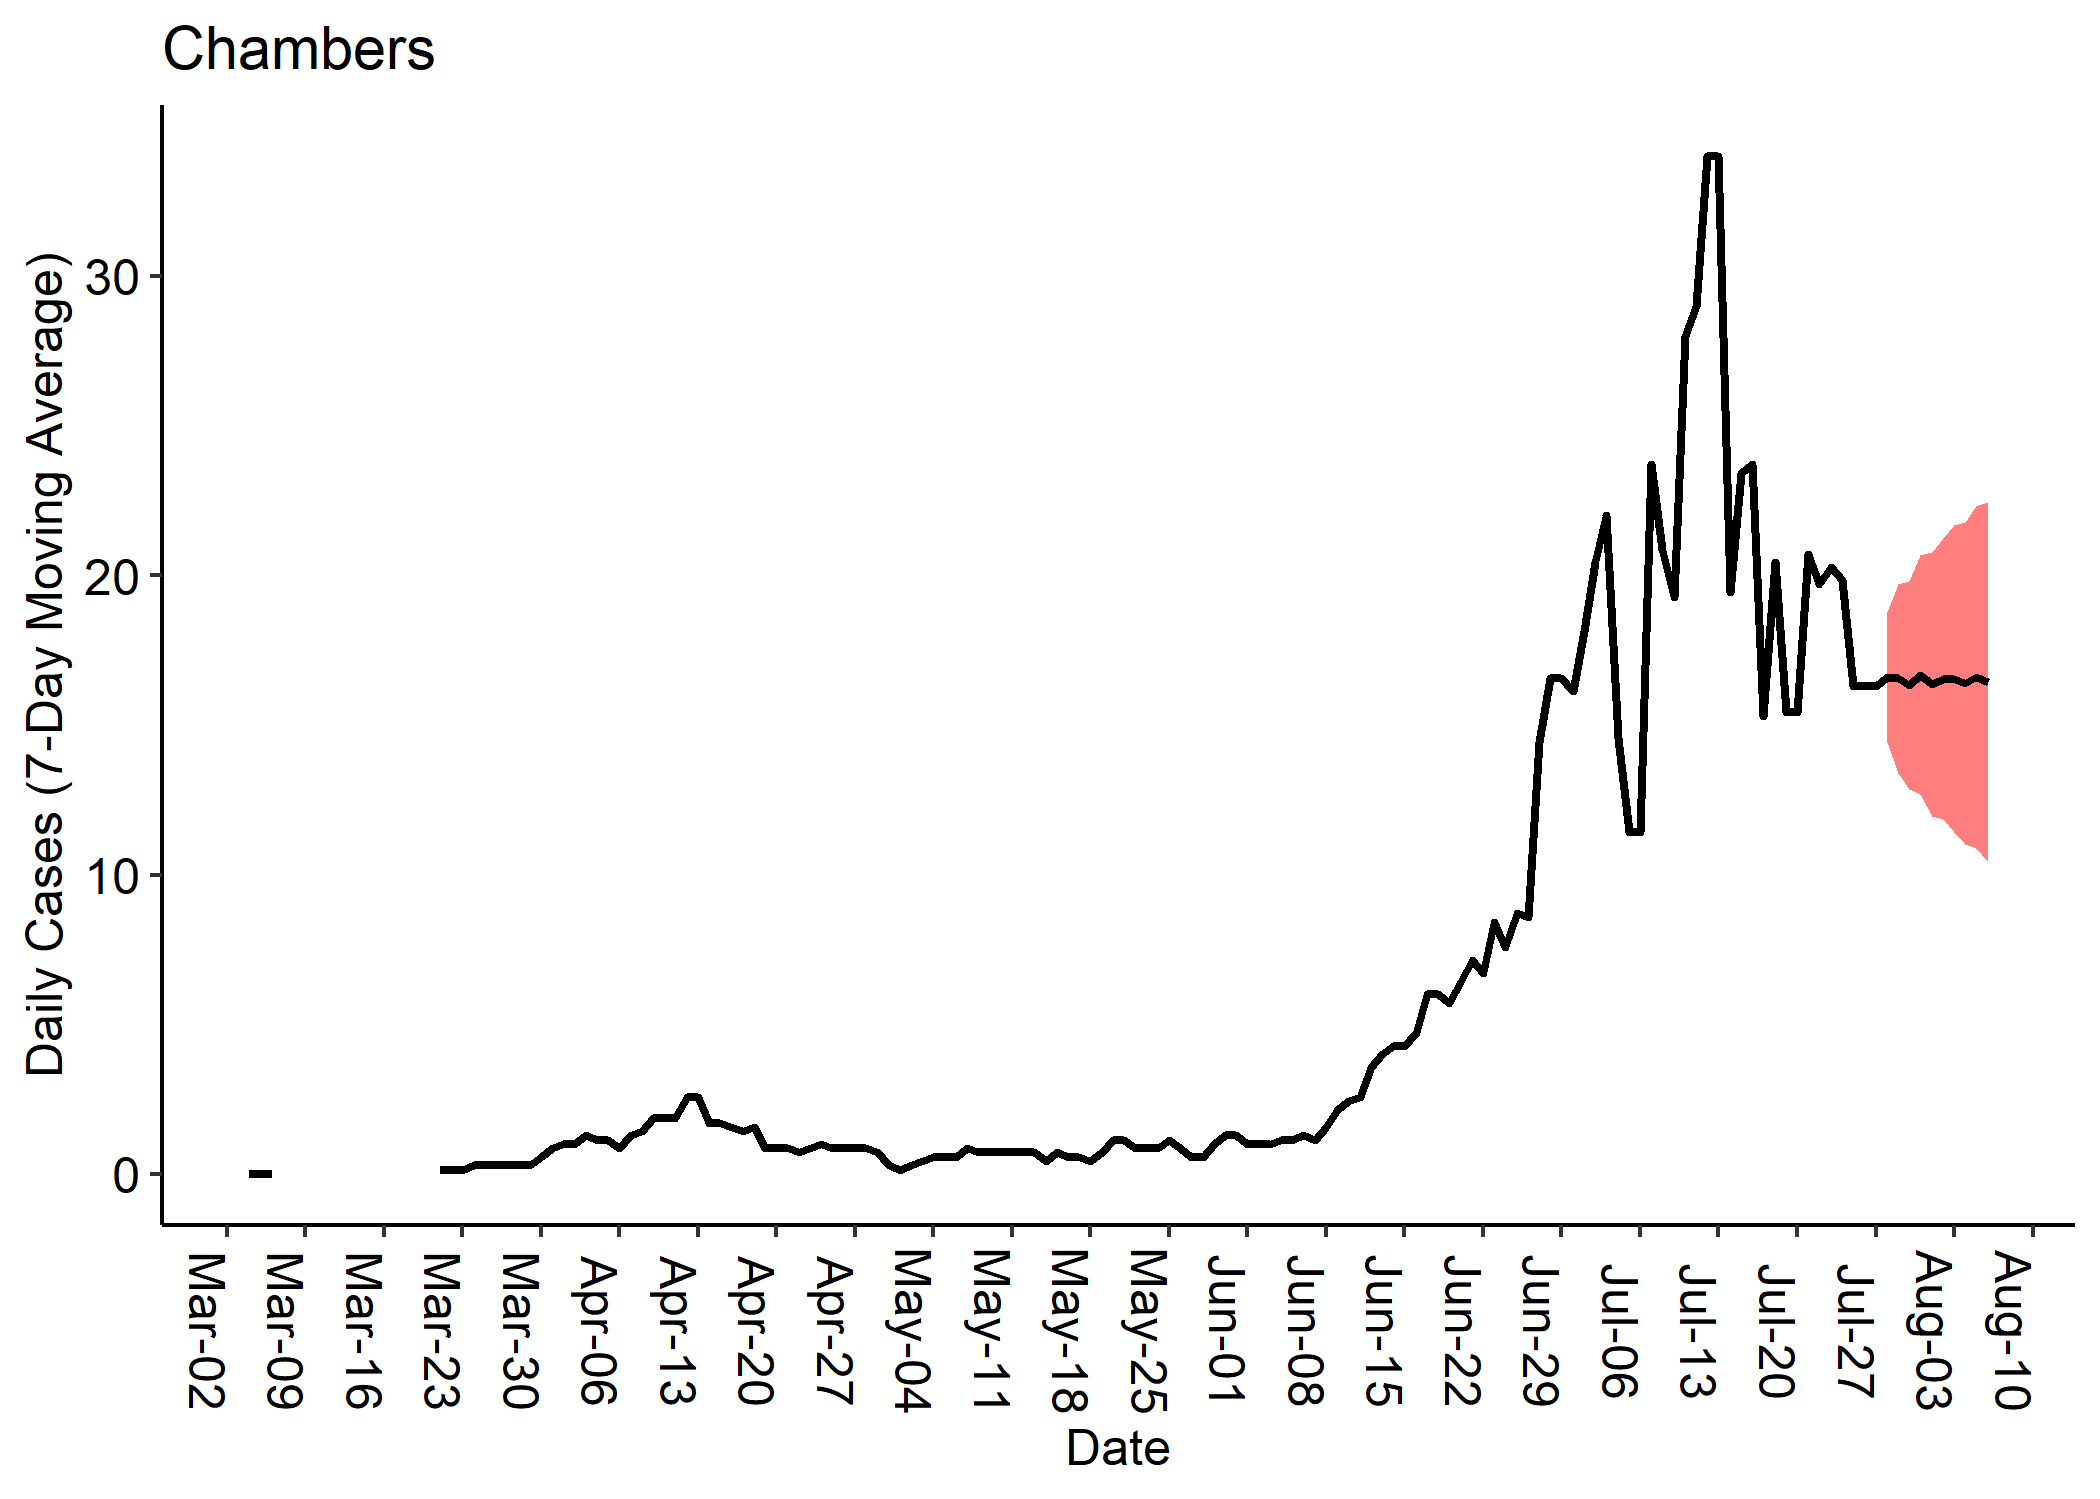 Chambers
Daily Cases (7-Day Moving Average)
30
20
10
0
Mar-02
Mar-09
Mar-16
Mar-23
Mar-30
Apr-06
Apr-13
Apr-20
Apr-27
May-04
May-11
May-18
May-25
Jun-01
Jun-08
Jun-15
Jun-22
Jun-29
Jul-06
Jul-13
Jul-20
Jul-27
Aug-03
Aug-10
Date